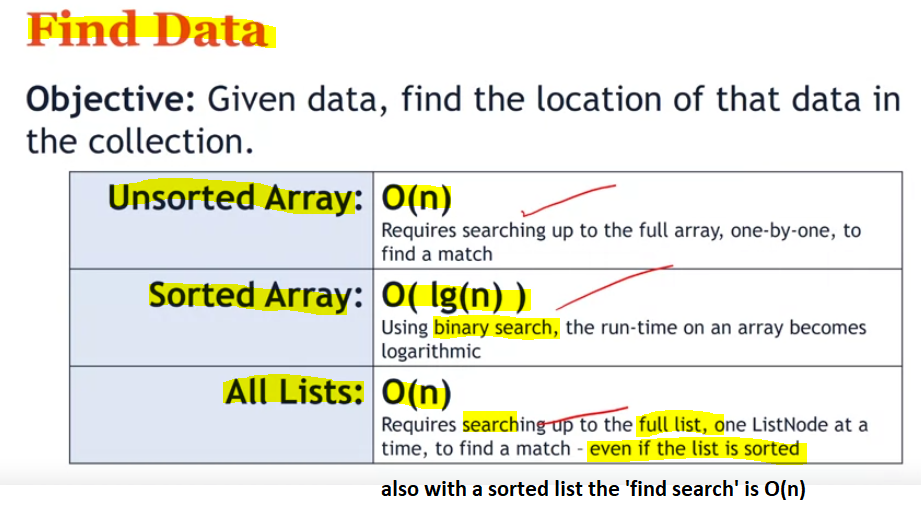 Find Data
Objective: Given data, find the location of that data in
the collection.
Unsorted Array: O(n)
Requires searching up to the full array, one-by-one, to
find a match
Sorted Array: O( lg(n) )
Using binary search, the run-time on an array becomes
logarithmic
All Lists: O(n)
Requires searching up to the full list, one ListNode at a
time, to find a match - even if the list is sorted
also with a sorted list the 'find search' is O(n)